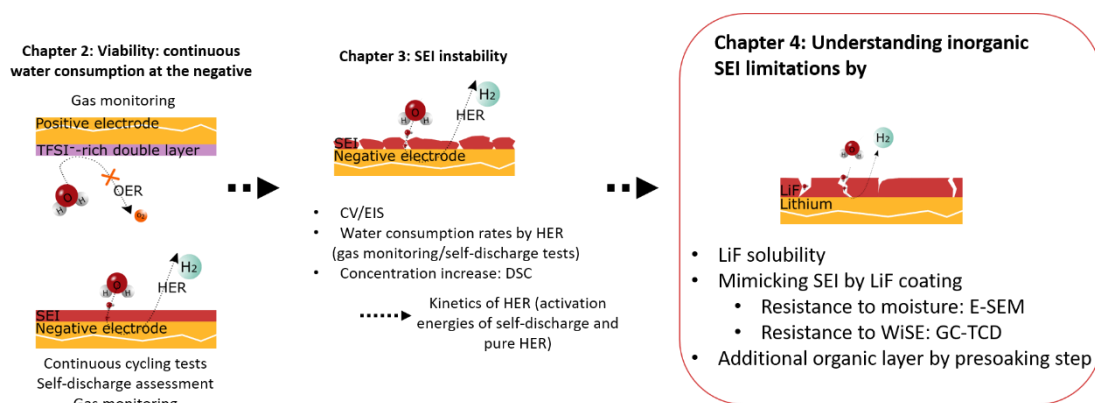 Chapter 2: Viability: continuous
water consumption at the negative
Gas monitoring
Positive electrode
TFSI⁻-rich double layer
OER
O
H
H
O₂
H₂
HER
O
H
H
SEI
Negative electrode
Continuous cycling tests
Self-discharge assessment
Gas monitoring
Chapter 3: SEI instability
H₂
HER
O
H
H
SEI
Negative electrode
• CV/EIS
• Water consumption rates by HER
(gas monitoring/self-discharge tests)
• Concentration increase: DSC
Kinetics of HER (activation
energies of self-discharge and
pure HER)
Chapter 4: Understanding inorganic
SEI limitations by
H₂
O
H
H
LiF
Lithium
• LiF solubility
• Mimicking SEI by LiF coating
• Resistance to moisture: E-SEM
• Resistance to WiSE: GC-TCD
• Additional organic layer by presoaking step